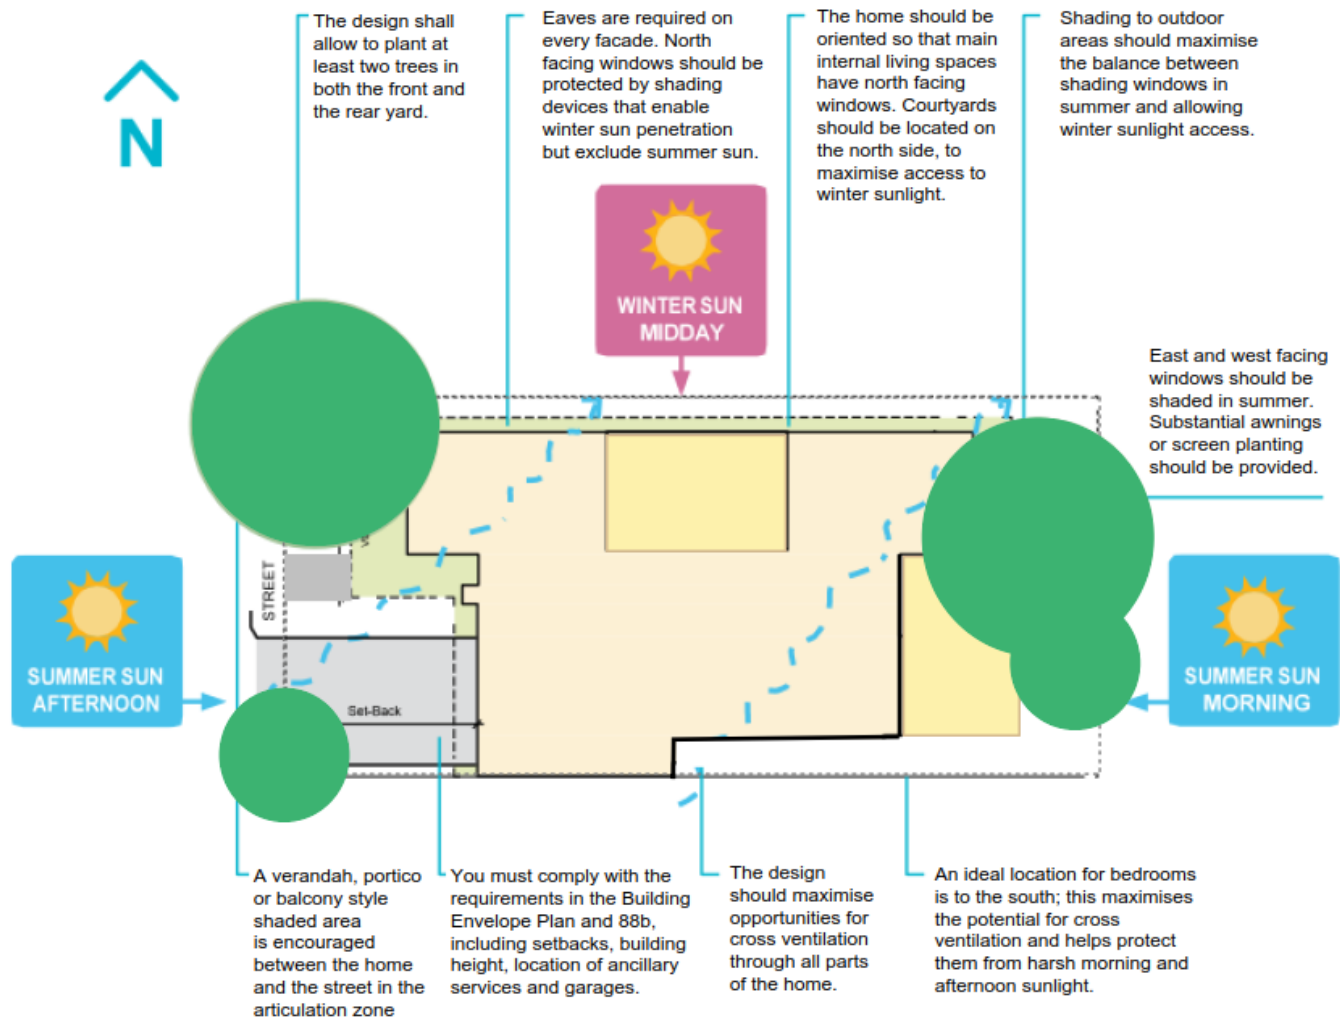 The design shall
allow to plant at
least two trees in
both the front and
the rear yard.
Eaves are required on
every facade. North
facing windows should be
protected by shading
devices that enable
winter sun penetration
but exclude summer sun.
The home should be
oriented so that main
internal living spaces
have north facing
windows. Courtyards
should be located on
the north side, to
maximise access to
winter sunlight.
Shading to outdoor
areas should maximise
the balance between
shading windows in
summer and allowing
winter sunlight access.
N
WINTER SUN
MIDDAY
East and west facing
windows should be
shaded in summer.
Substantial awnings
or screen planting
should be provided.
STREET
SUMMER SUN
AFTERNOON
SUMMER SUN
MORNING
Set-Back
A verandah, portico
or balcony style
shaded area
is encouraged
between the home
and the street in the
articulation zone
You must comply with the
requirements in the Building
Envelope Plan and 88b,
including setbacks, building
height, location of ancillary
services and garages.
The design
should maximise
opportunities for
cross ventilation
through all parts
of the home.
An ideal location for bedrooms
is to the south; this maximises
the potential for cross
ventilation and helps protect
them from harsh morning and
afternoon sunlight.